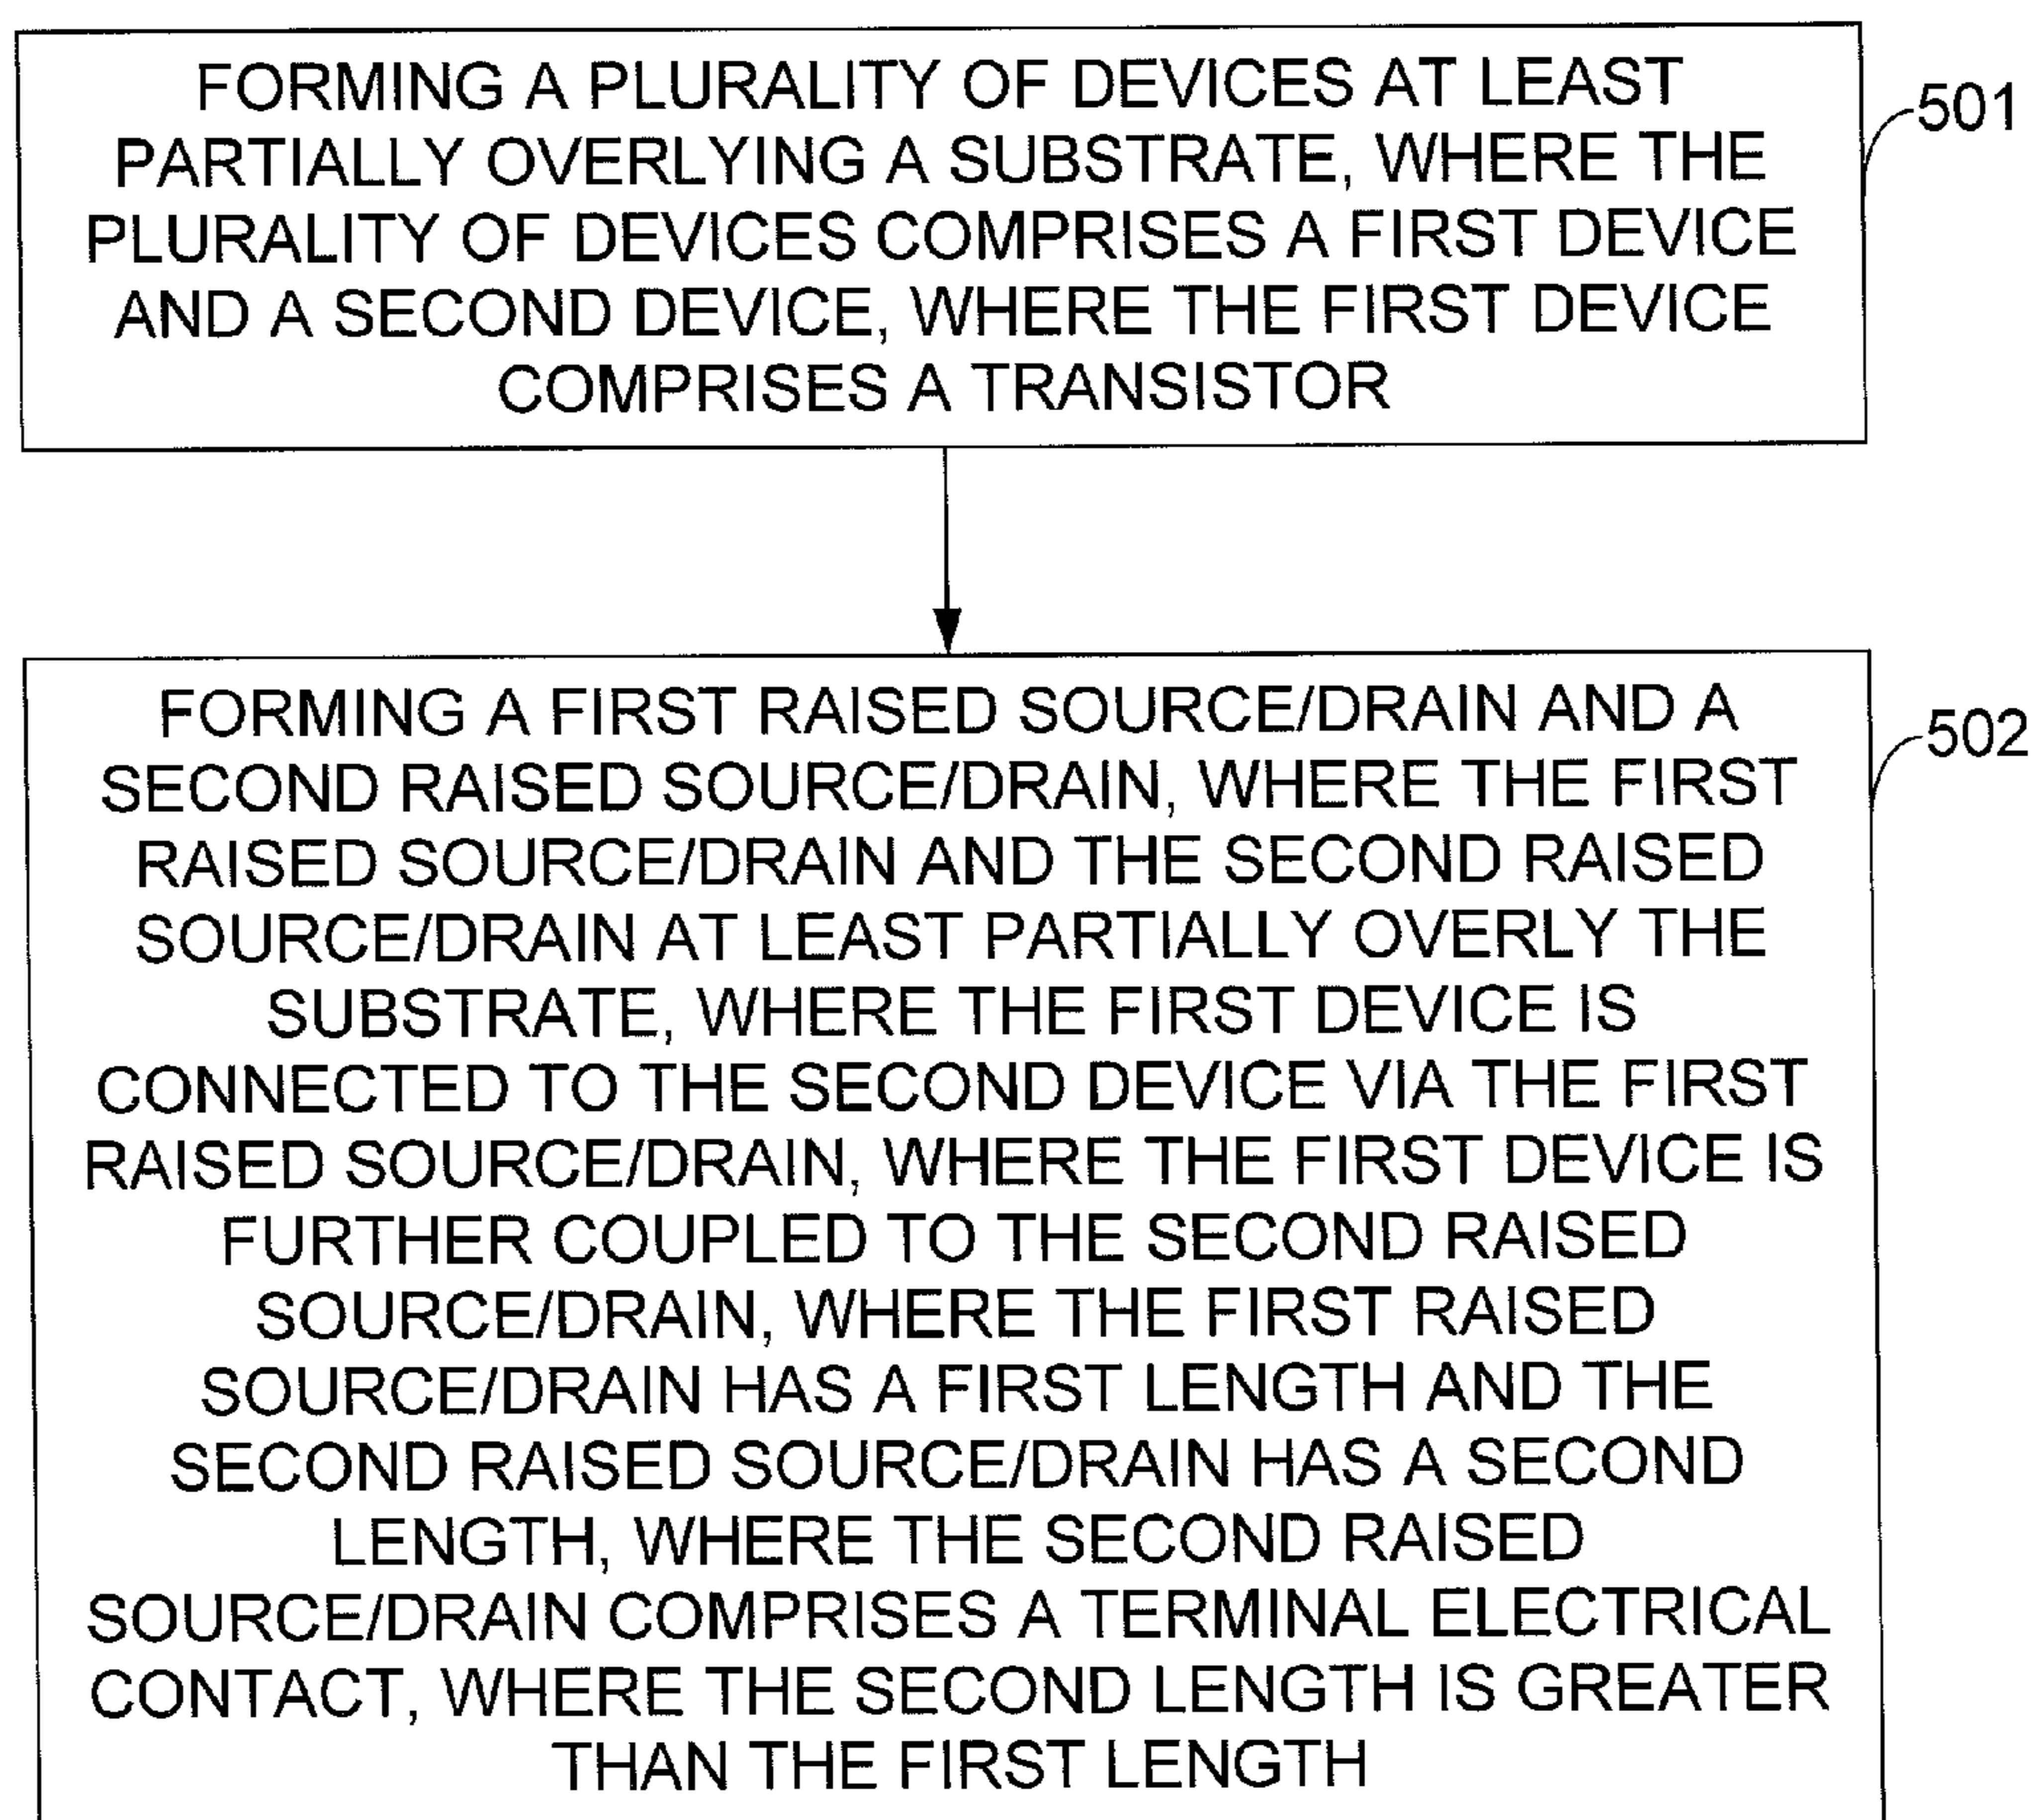 FORMING A PLURALITY OF DEVICES AT LEAST
PARTIALLY OVERLYING A SUBSTRATE, WHERE THE
PLURALITY OF DEVICES COMPRISES A FIRST DEVICE
AND A SECOND DEVICE, WHERE THE FIRST DEVICE
COMPRISES A TRANSISTOR
501
FORMING A FIRST RAISED SOURCE/DRAIN AND A
SECOND RAISED SOURCE/DRAIN, WHERE THE FIRST
RAISED SOURCE/DRAIN AND THE SECOND RAISED
SOURCE/DRAIN AT LEAST PARTIALLY OVERLY THE
SUBSTRATE, WHERE THE FIRST DEVICE IS
CONNECTED TO THE SECOND DEVICE VIA THE FIRST
RAISED SOURCE/DRAIN, WHERE THE FIRST DEVICE IS
FURTHER COUPLED TO THE SECOND RAISED
SOURCE/DRAIN, WHERE THE FIRST RAISED
SOURCE/DRAIN HAS A FIRST LENGTH AND THE
SECOND RAISED SOURCE/DRAIN HAS A SECOND
LENGTH, WHERE THE SECOND RAISED
SOURCE/DRAIN COMPRISES A TERMINAL ELECTRICAL
CONTACT, WHERE THE SECOND LENGTH IS GREATER
THAN THE FIRST LENGTH
502